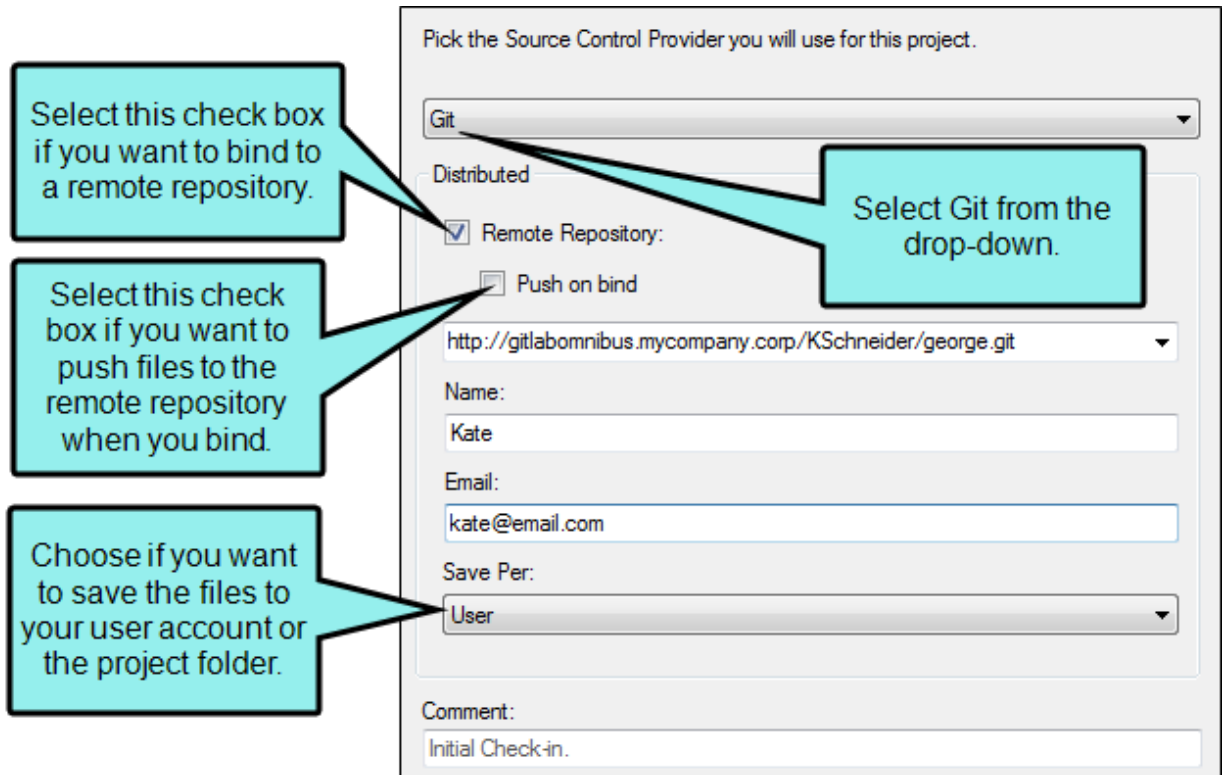 Pick the Source Control Provider you will use for this project.
Select this check box
if you want to bind to
a remote repository.
Git
Distributed
Select Git from the
drop-down.
Remote Repository:
Push on bind
Select this check
box if you want to
push files to the
remote repository
when you bind.
http://gitlabomnibus.mycompany.corp/KSchneider/george.git
Name:
Kate
Email:
kate@email.com
Choose if you want
to save the files to
your user account or
the project folder.
Save Per:
User
Comment:
Initial Check-in.